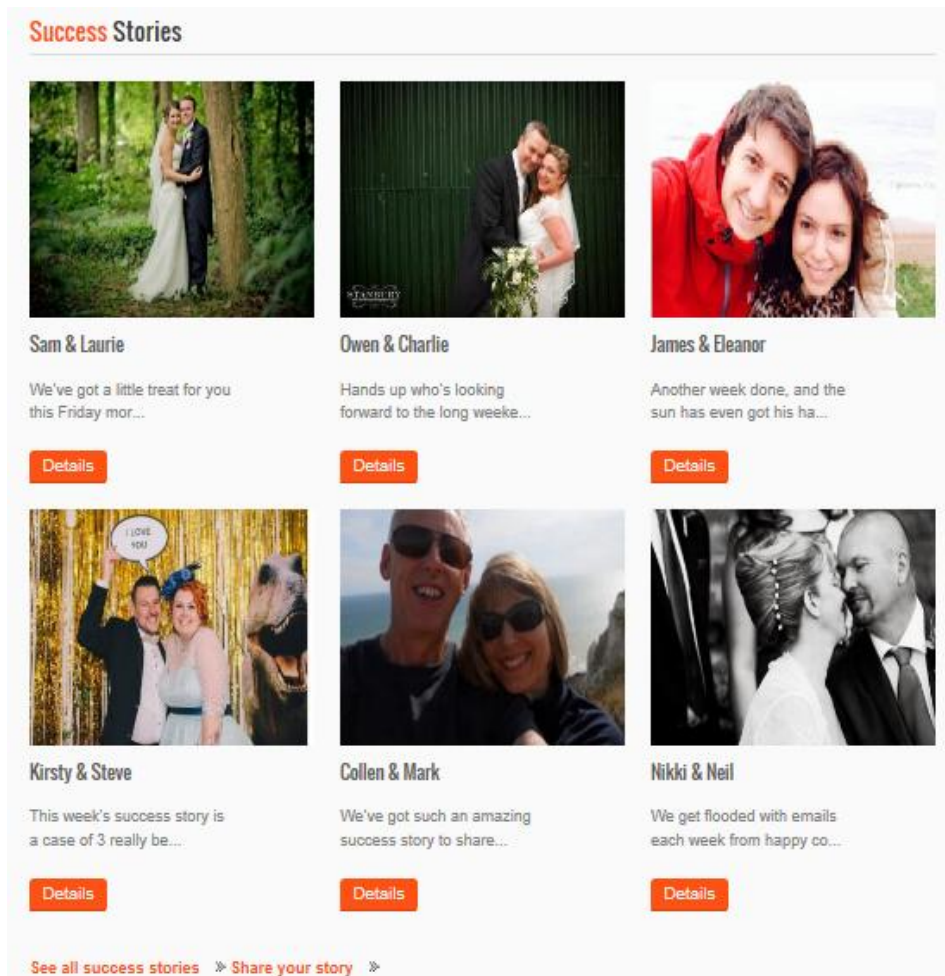 Success Stories
STANBURY
Sam & Laurie
We've got a little treat for you
this Friday mor...
Details
Owen & Charlie
Hands up who's looking
forward to the long weeke...
Details
James & Eleanor
Another week done, and the
sun has even got his ha...
Details
I LOVE
YOU
Kirsty & Steve
This week's success story is
a case of 3 really be...
Details
Collen & Mark
We've got such an amazing
success story to share...
Details
Nikki & Neil
We get flooded with emails
each week from happy co...
Details
See all success stories » Share your story »